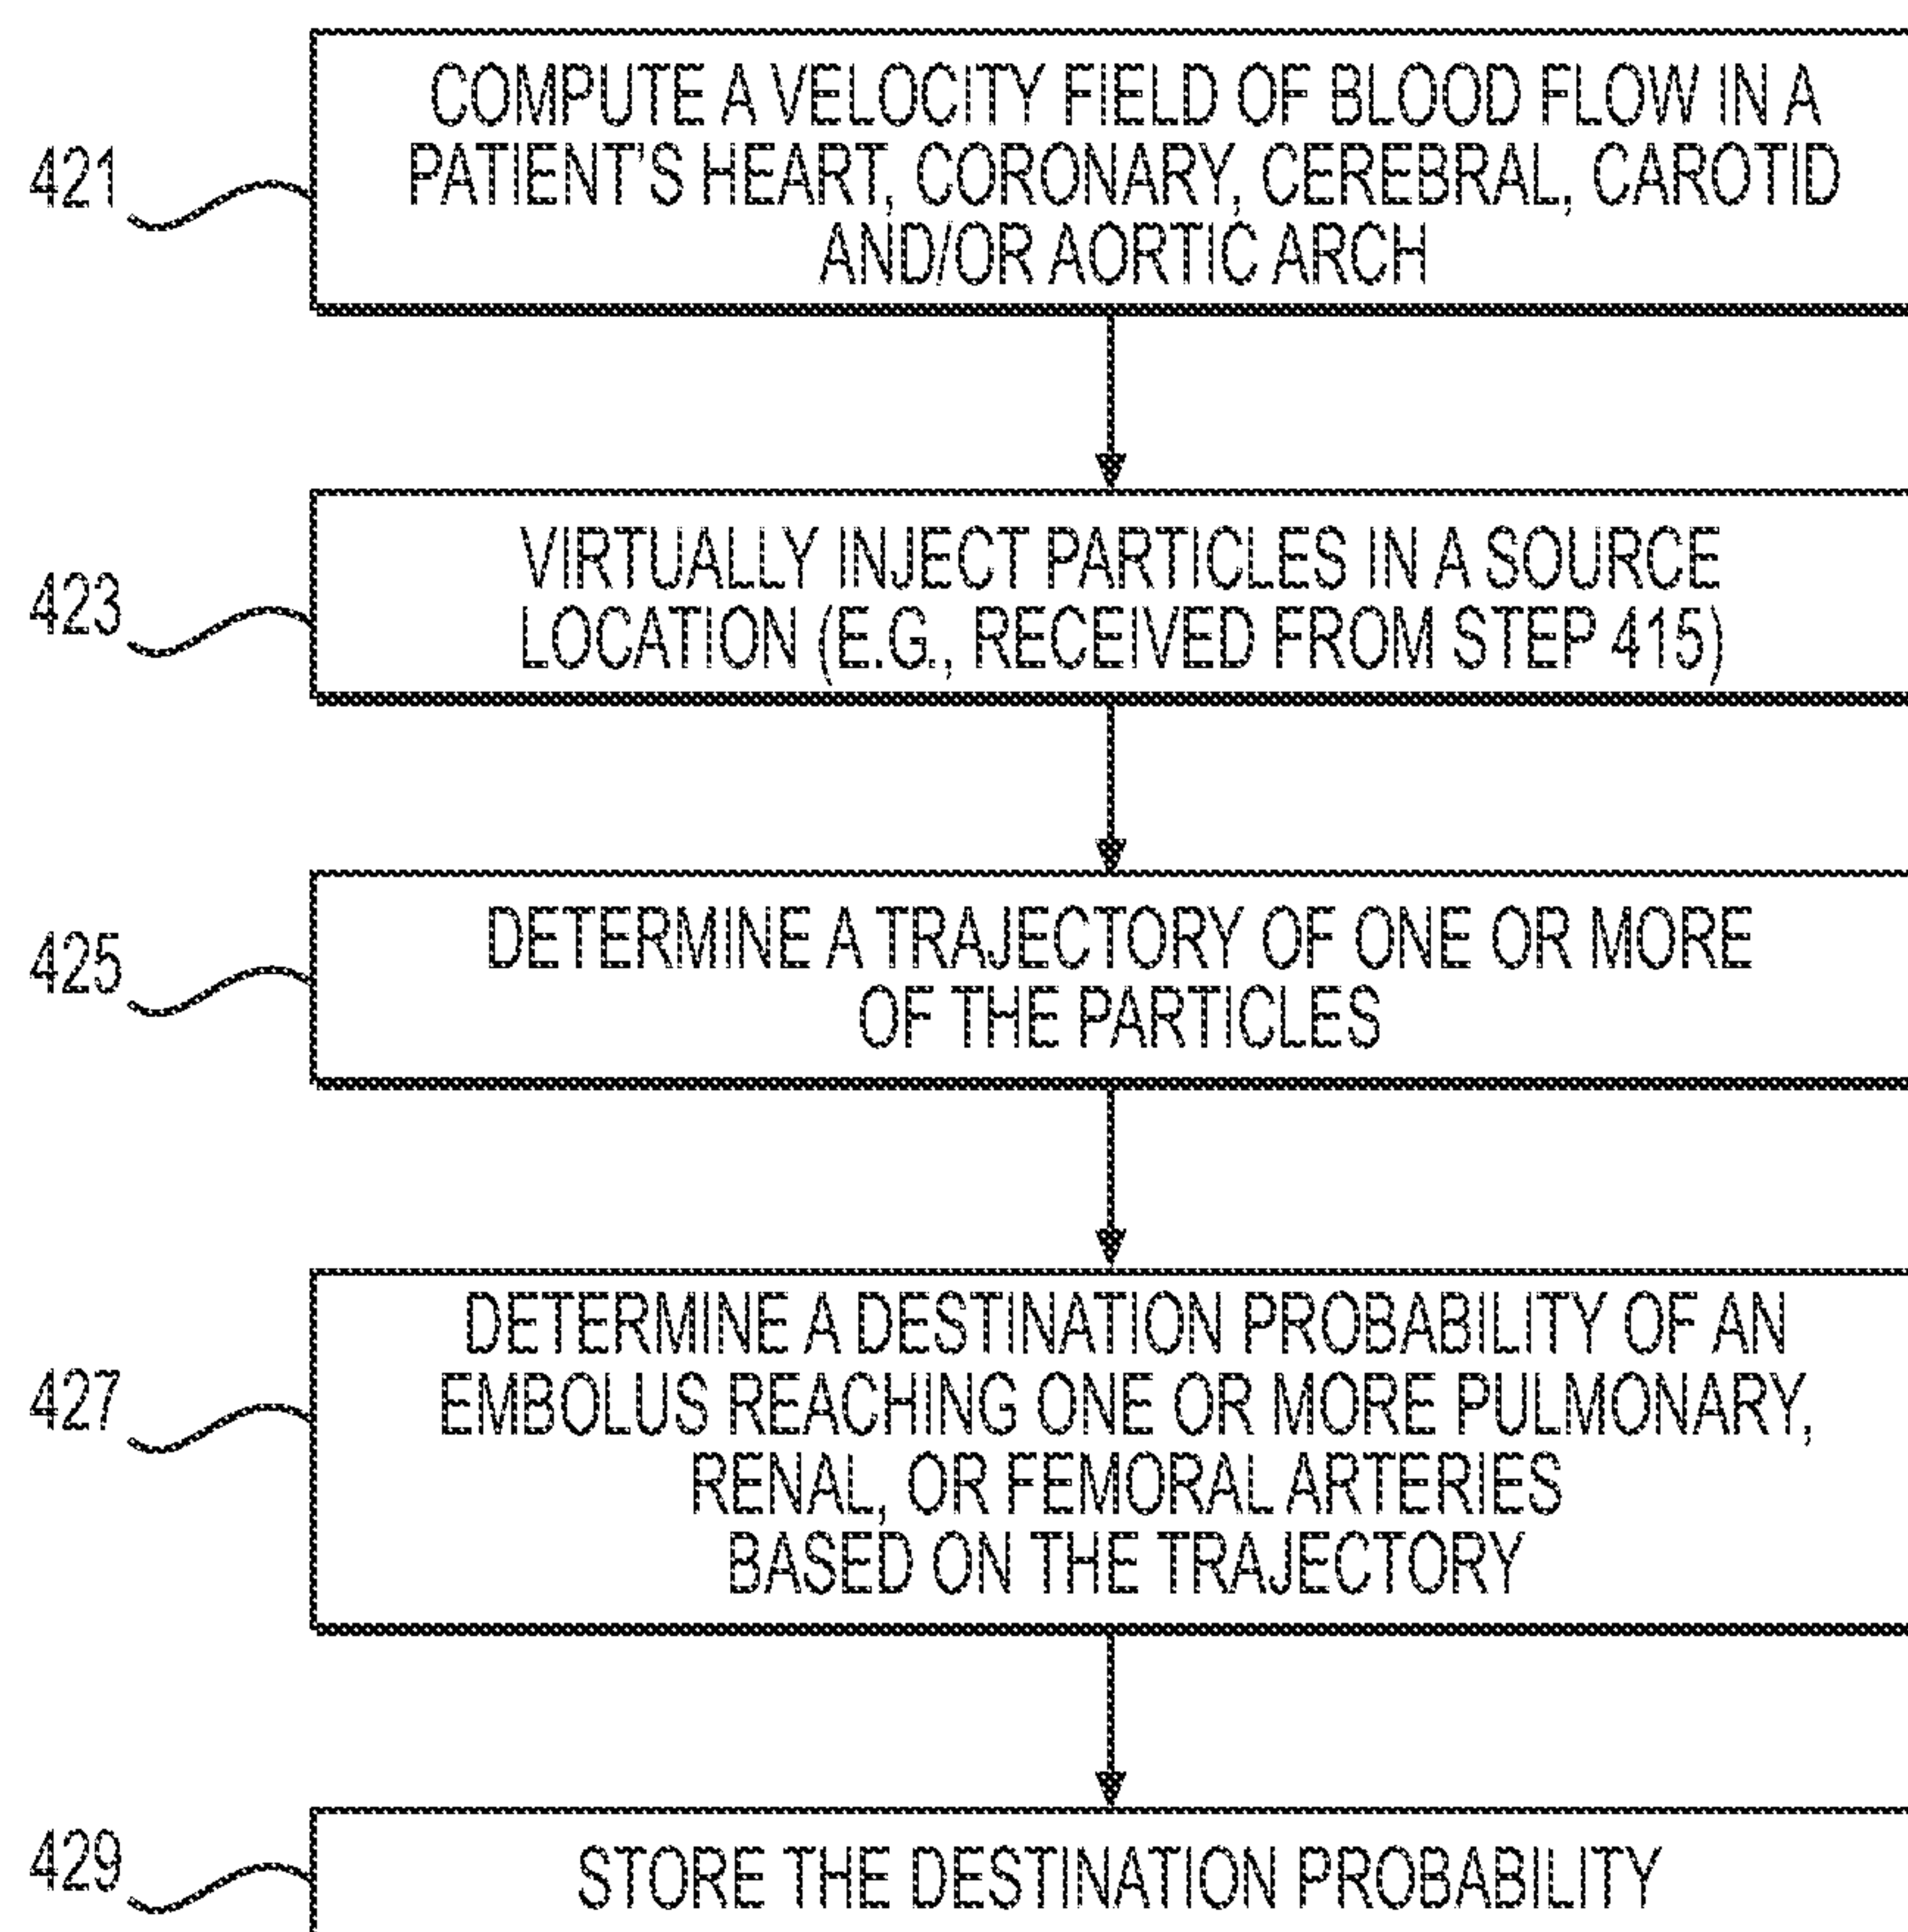 421
COMPUTE A VELOCITY FIELD OF BLOOD FLOW IN A
PATIENT'S HEART, CORONARY, CEREBRAL, CAROTID
AND/OR AORTIC ARCH
423
VIRTUALLY INJECT PARTICLES IN A SOURCE
LOCATION (E.G., RECEIVED FROM STEP 415)
425
DETERMINE A TRAJECTORY OF ONE OR MORE
OF THE PARTICLES
427
DETERMINE A DESTINATION PROBABILITY OF AN
EMBOLUS REACHING ONE OR MORE PULMONARY,
RENAL, OR FEMORAL ARTERIES
BASED ON THE TRAJECTORY
429
STORE THE DESTINATION PROBABILITY